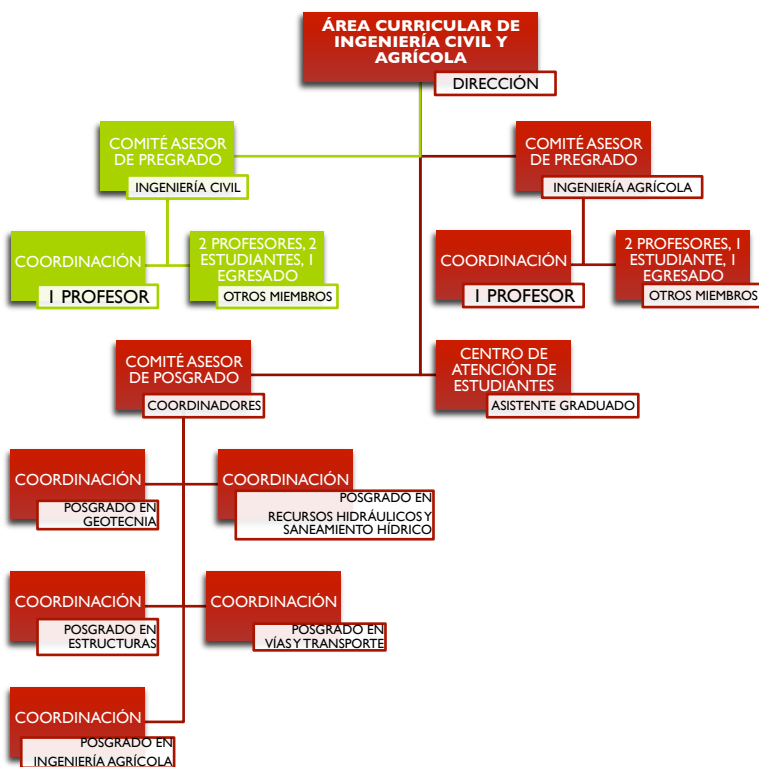 ÁREA CURRICULAR DE
INGENIERÍA CIVIL Y
AGRÍCOLA
DIRECCIÓN
COMITÉ ASESOR
DE PREGRADO
INGENIERÍA CIVIL
COMITÉ ASESOR
DE PREGRADO
INGENIERÍA AGRÍCOLA
COORDINACIÓN
1 PROFESOR
2 PROFESORES, 2
ESTUDIANTES, 1
EGRESADO
OTROS MIEMBROS
COORDINACIÓN
1 PROFESOR
2 PROFESORES, 1
ESTUDIANTE, 1
EGRESADO
OTROS MIEMBROS
COMITÉ ASESOR
DE POSGRADO
COORDINADORES
CENTRO DE
ATENCIÓN DE
ESTUDIANTES
ASISTENTE GRADUADO
COORDINACIÓN
POSGRADO EN
GEOTECNIA
COORDINACIÓN
POSGRADO EN
RECURSOS HIDRÁULICOS Y
SANEAMIENTO HÍDRICO
COORDINACIÓN
POSGRADO EN
ESTRUCTURAS
COORDINACIÓN
POSGRADO EN
VÍAS Y TRANSPORTE
COORDINACIÓN
POSGRADO EN
INGENIERÍA AGRÍCOLA